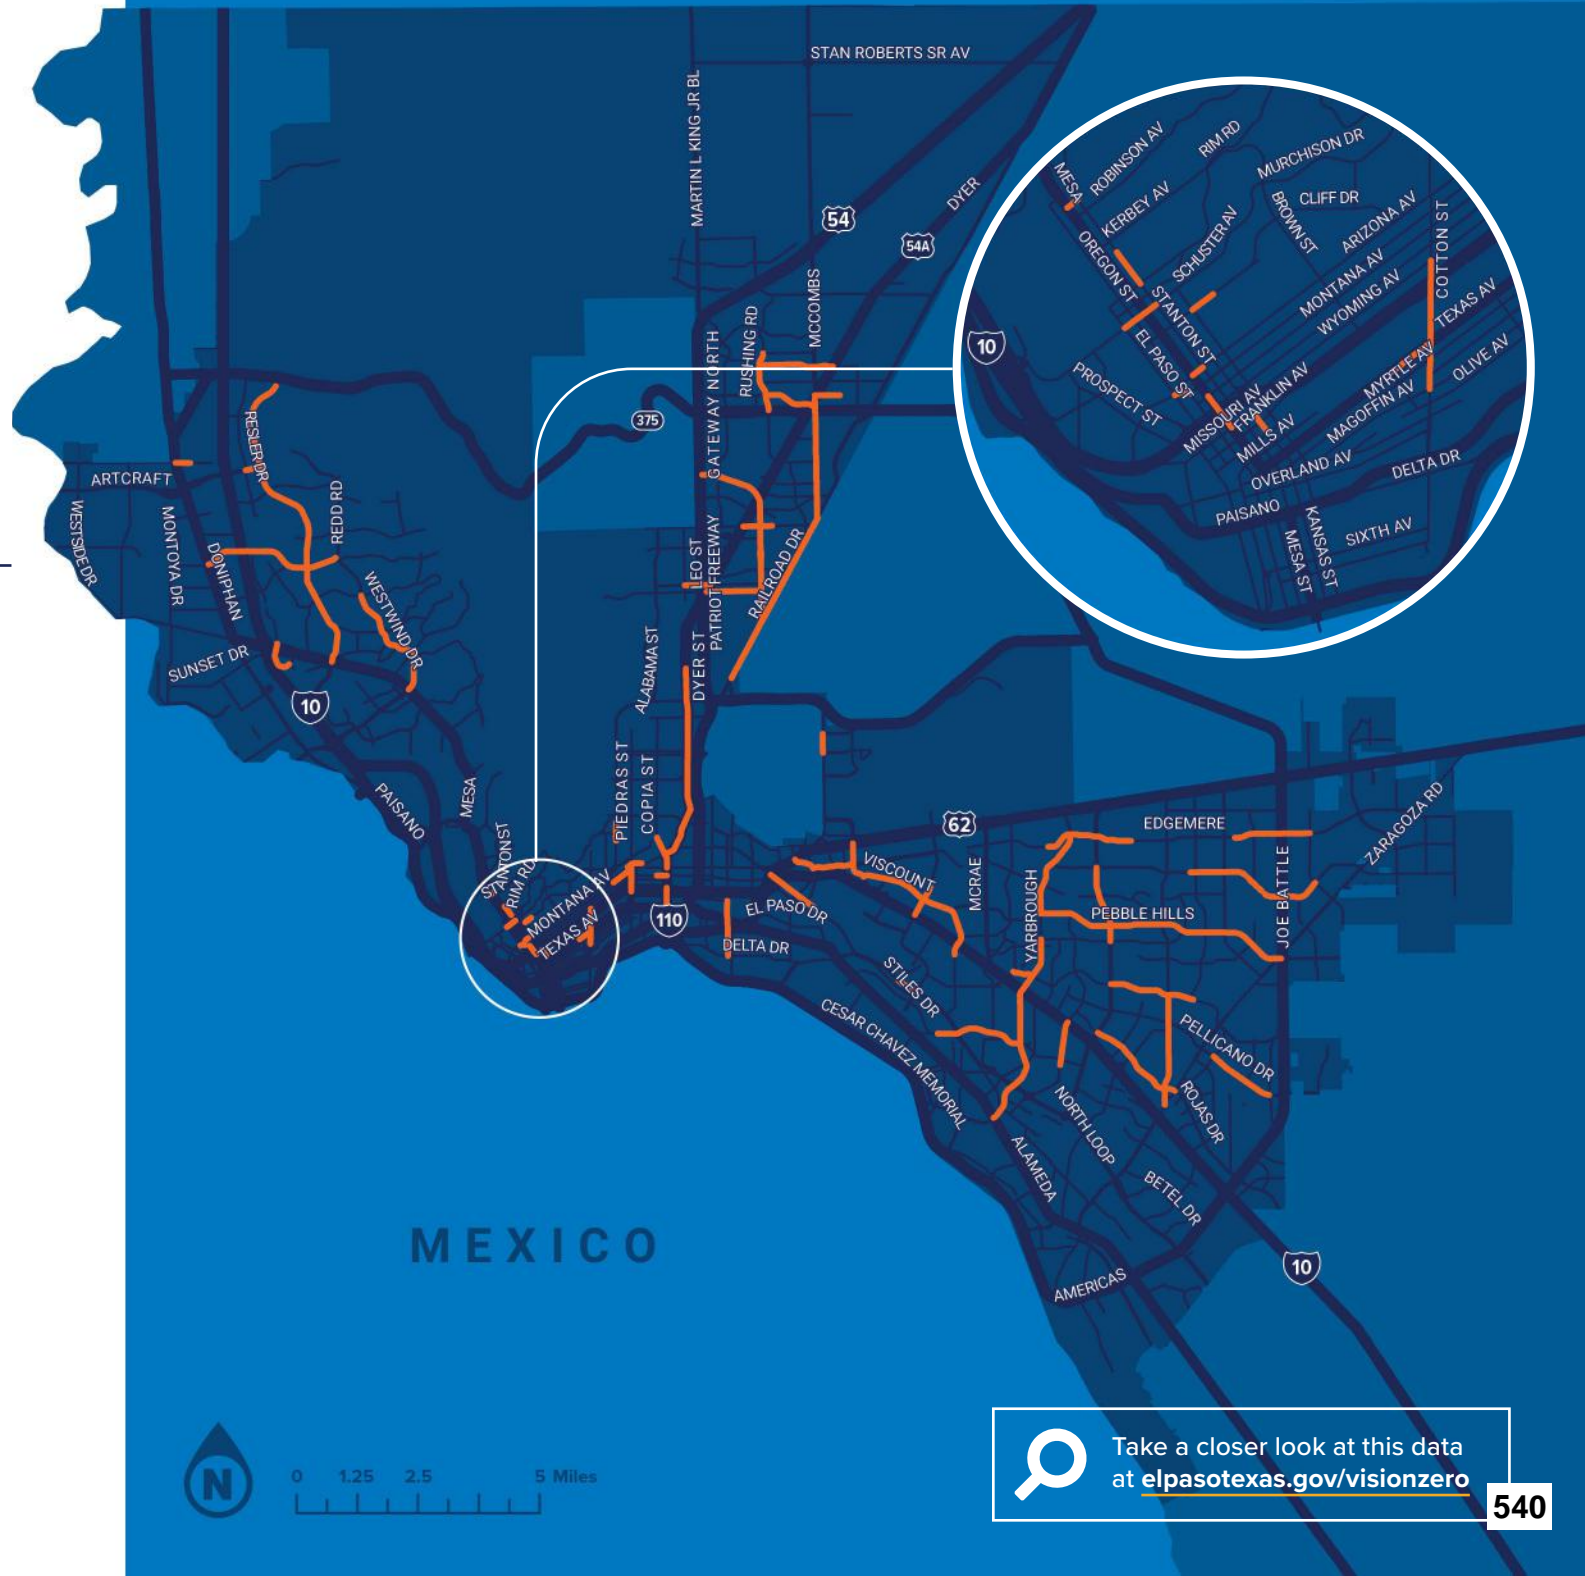 STAN ROBERTS SR AV
MARTIN L KING JR BL
54
54A
DYER
MCCOMBS
RUSHING RD
GATEWAY NORTH
375
RESLER DR
ARTCRAFT
WESTSIDE DR
MONTOYA DR
DONIPHAN
REDD RD
WESTWIND DR
SUNSET DR
10
LEO ST
PATRIOT FREEWAY
RAILROAD DR
ALABAMA ST
DYER ST
PIEDRAS ST
COPIA ST
PAISANO
MESA
STANTON ST
RIM RD
MONTANA AV
TEXAS AV
110
EL PASO DR
DELTA DR
62
VISCOUNT
MCRAE
YARBROUGH
EDGEMERE
PEBBLE HILLS
JOE BATTLE
ZARAGOZA RD
STILES DR
CESAR CHAVEZ MEMORIAL
PELLICANO DR
ROJAS DR
NORTH LOOP
ALAMEDA
BETEL DR
AMERICAS
10
MESA
ROBINSON AV
RIM RD
MURCHISON DR
KERBEY AV
CLIFF DR
BROWN ST
ARIZONA AV
COTTON ST
OREGON ST
SCHUSTER AV
MONTANA AV
WYOMING AV
STANTON ST
TEXAS AV
10
EL PASO ST
PROSPECT ST
MYRTLE AV
OLIVE AV
MISSOURI AV
FRANKLIN AV
MAGOFFIN AV
MILLS AV
OVERLAND AV
DELTA DR
PAISANO
KANSAS ST
MESA ST
SIXTH AV
MEXICO
N
0 1.25 2.5 5 Miles
Take a closer look at this data
at elpasotexas.gov/visionzero
540